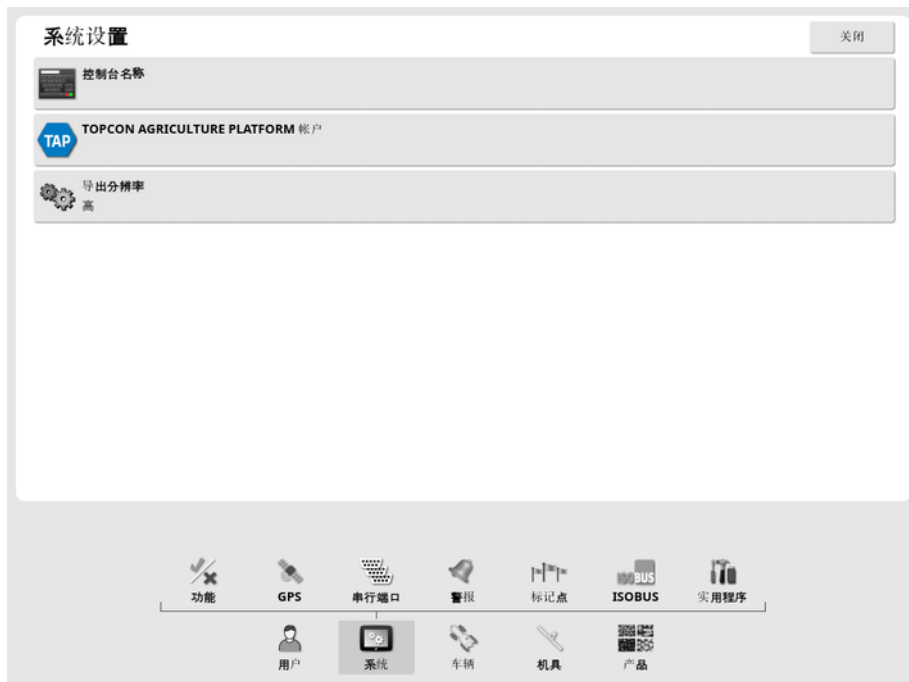 系统设置
关闭
控制台名称
TAP
TOPCON AGRICULTURE PLATFORM 帐户
导出分辨率
高
功能
GPS
串行端口
警报
标记点
ISOBUS
ISOBUS
实用程序
用户
系统
车辆
机具
产品